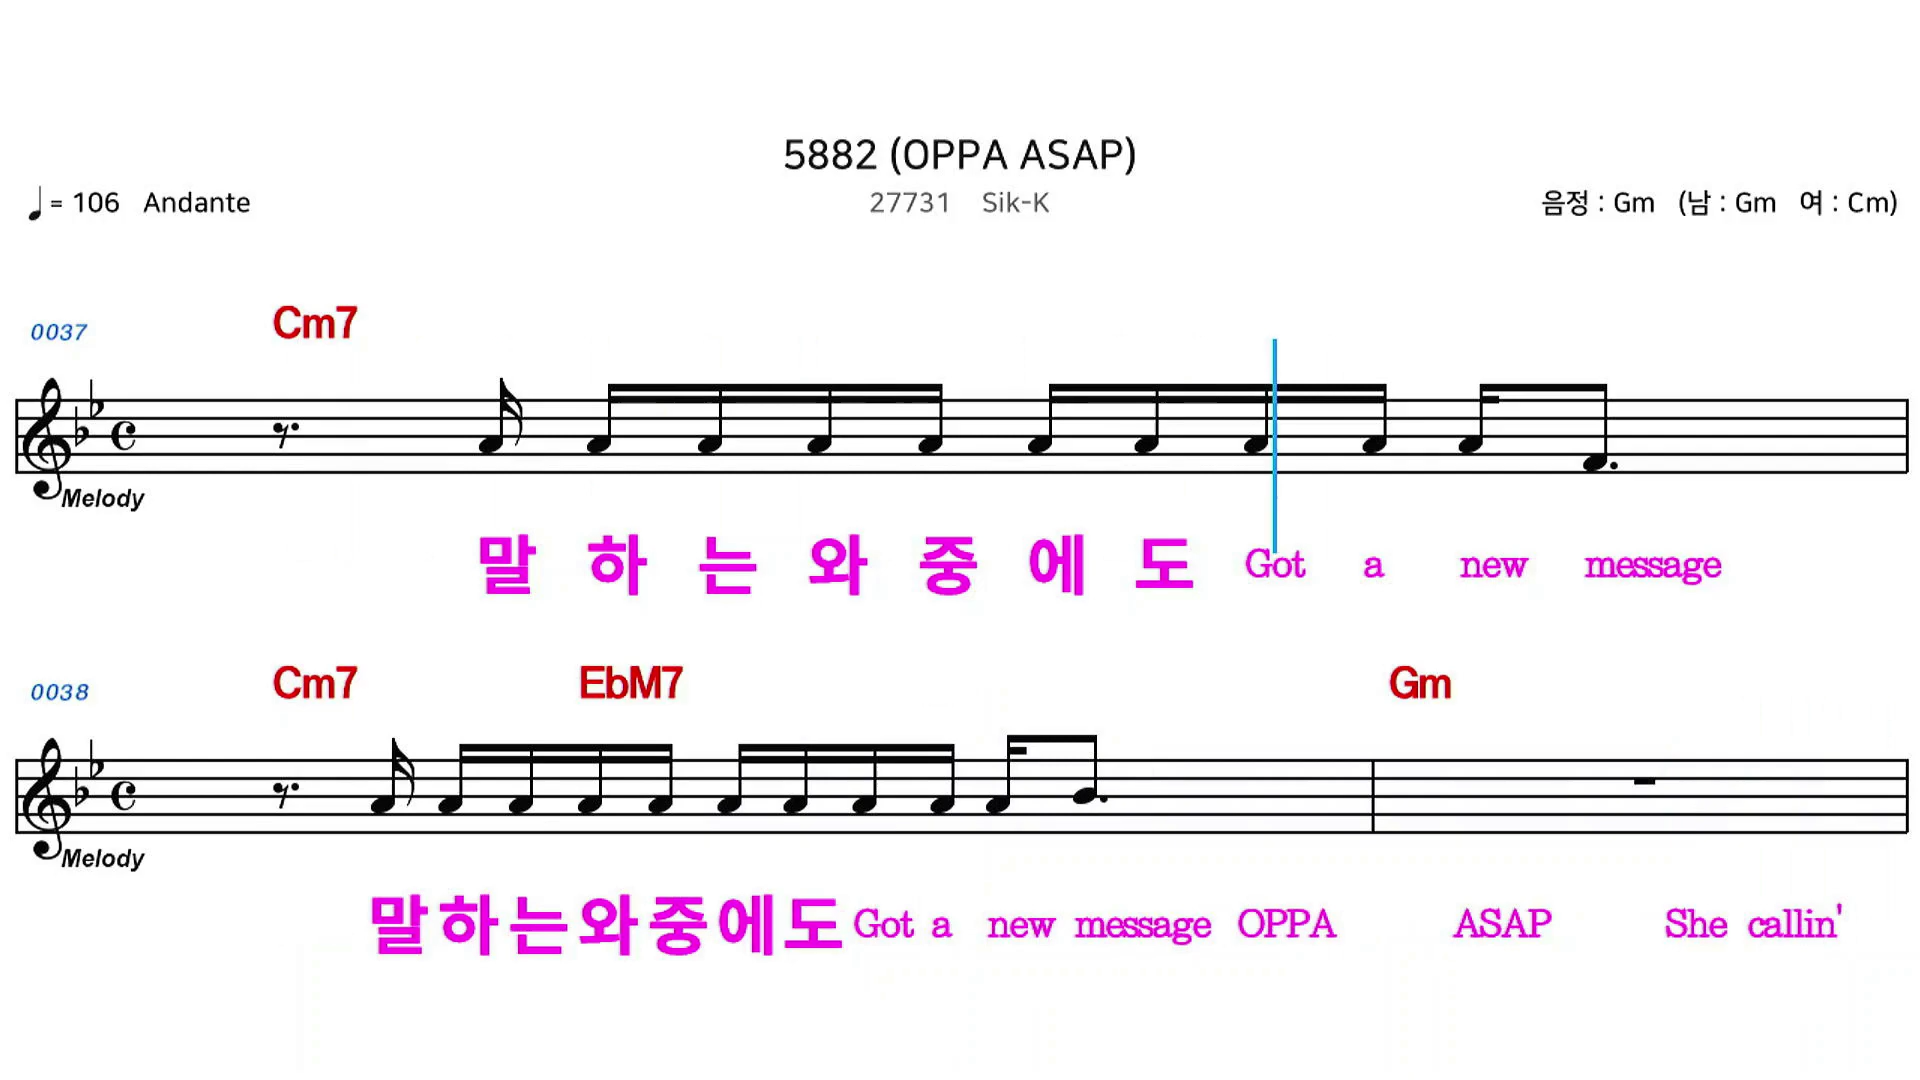 5882 (OPPA ASAP)
♩= 106 Andante
27731 Sik-K
음정 : Gm (남 : Gm 여 : Cm)
Cm7
0037
Melody
말 하 는 와 중 에 도 Got a new message
Cm7 EbM7 Gm
0038
Melody
말 하 는 와 중 에 도 Got a new message OPPA ASAP She callin'